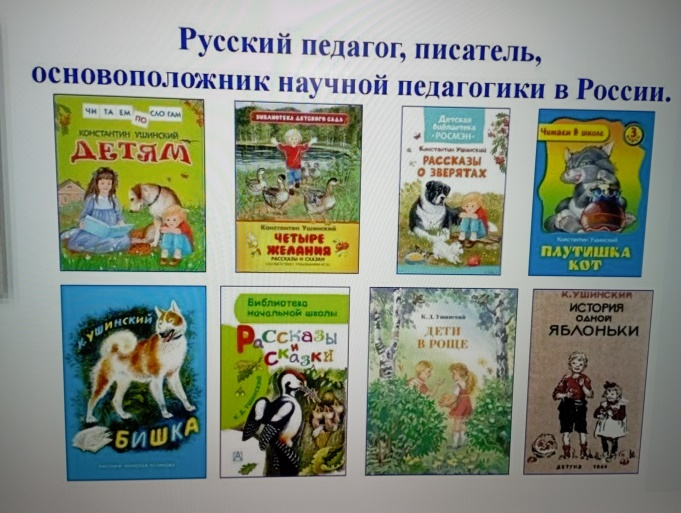 Русский педагог, писатель,
основоположник научной педагогики в России.
ЧИ ТА ЕМ ПО СЛО ГАМ
КОНСТАНТИН УШИНСКИЙ
ДЕТЯМ
БИБЛИОТЕКА ДЕТСКОГО САДА
Константин Ушинский
ЧЕТЫРЕ
ЖЕЛАНИЯ
РАССКАЗЫ И СКАЗКИ
Детская
библиотека
РОСМЭН
Константин Ушинский
РАССКАЗЫ
О ЗВЕРЯТАХ
Читаем в школе
3
Константин Ушинский
ПЛУТИШКА
КОТ
К. УШИНСКИЙ
БИШКА
Библиотека
начальной школы
Рассказы
и
сказки
К. Д. УШИНСКИЙ
К. Д. Ушинский
ДЕТИ
В РОЩЕ
К. УШИНСКИЙ
ИСТОРИЯ
ОДНОЙ
ЯБЛОНЬКИ
ДЕТГИЗ